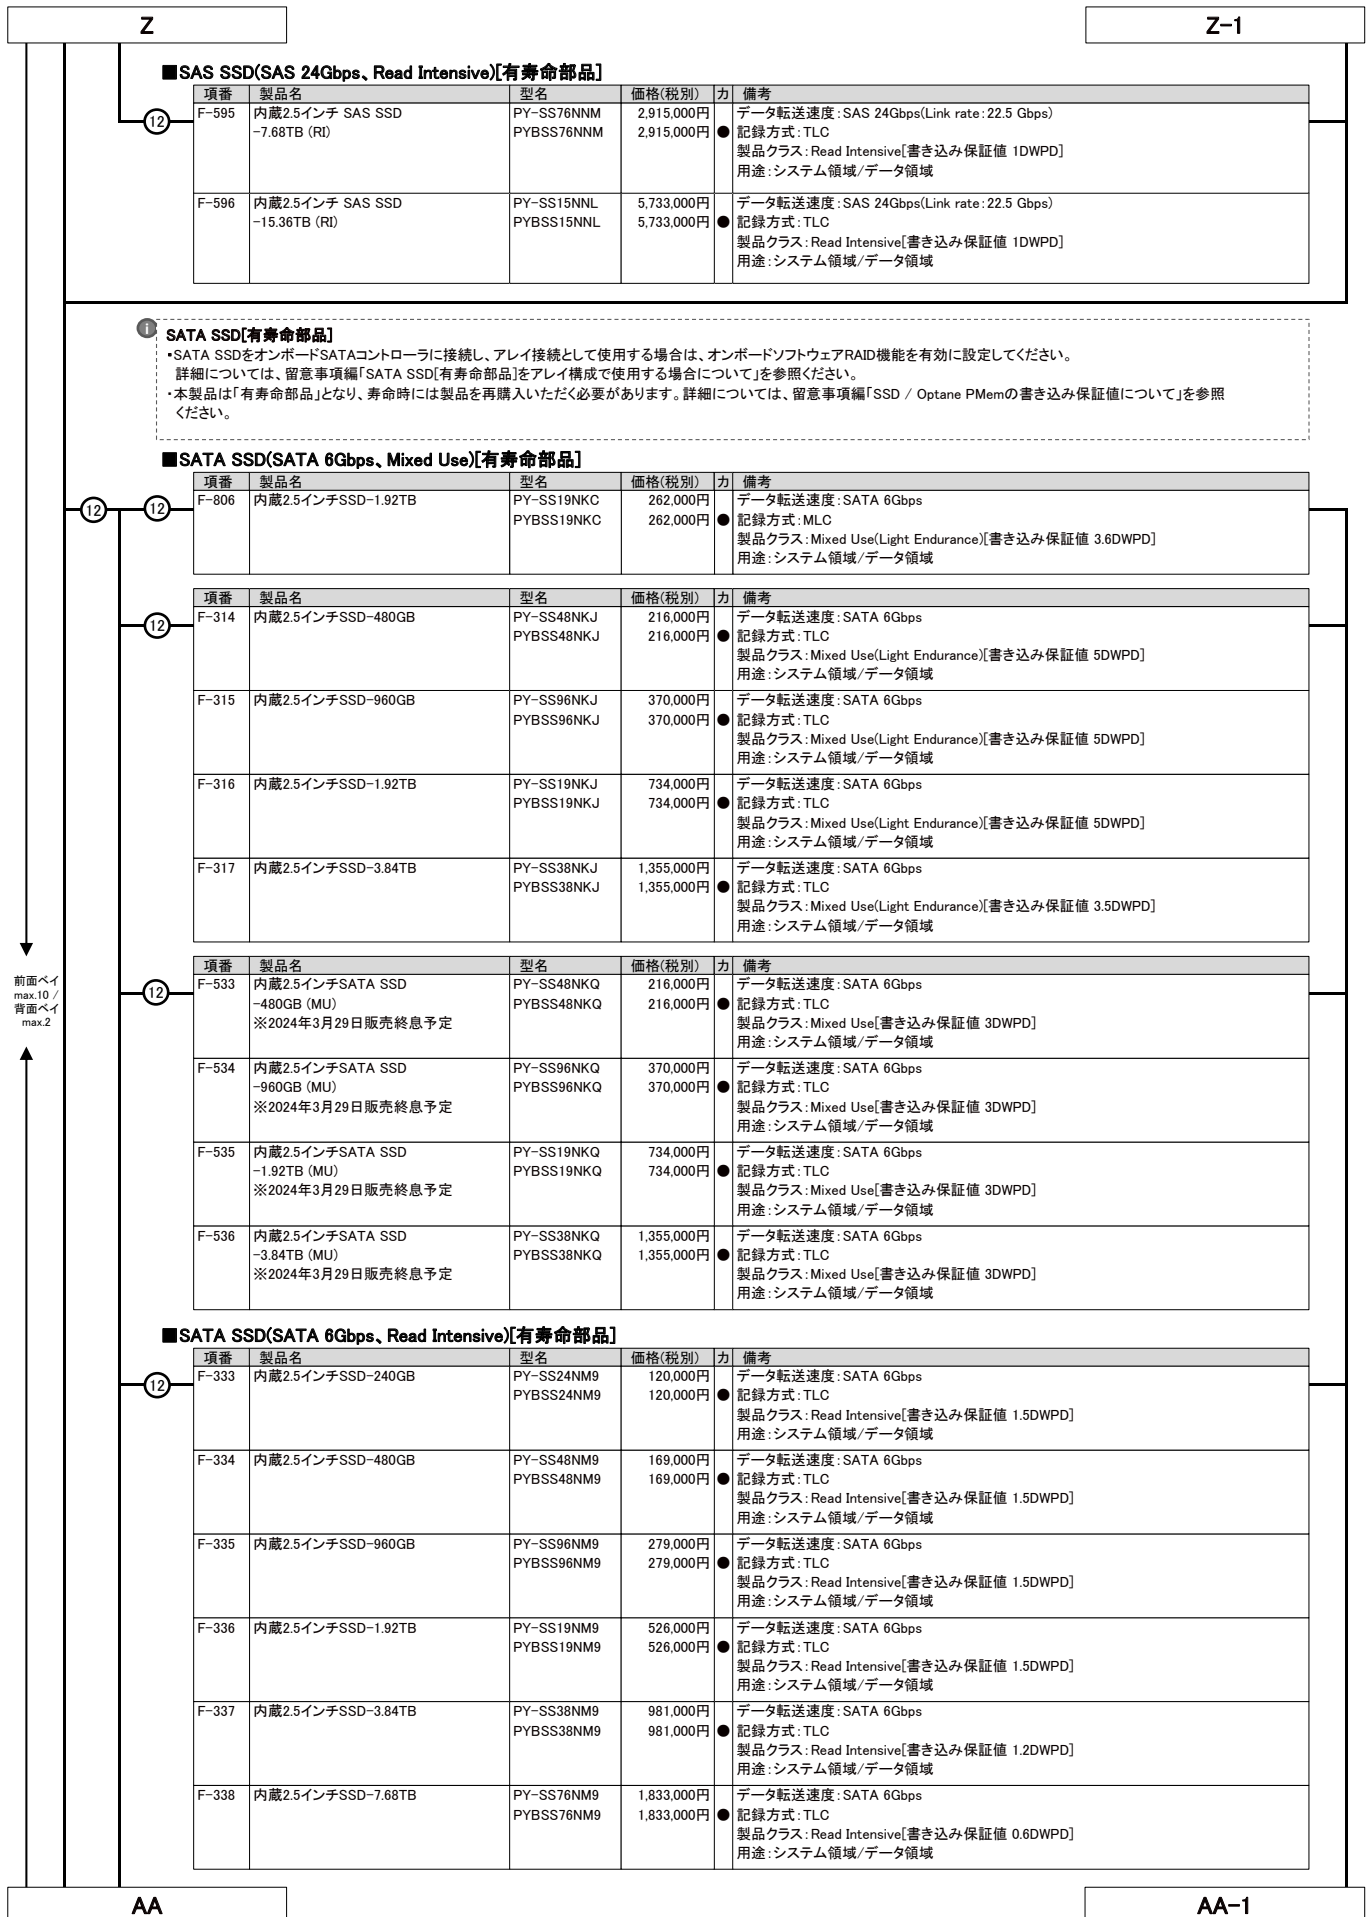 Z
Z-1
■SAS SSD(SAS 24Gbps、Read Intensive)[有寿命部品]
項番 製品名 型名 価格(税別) カ 備考
⑫ F-595 内蔵2.5インチ SAS SSD PY-SS76NNM 2,915,000円 データ転送速度：SAS 24Gbps(Link rate：22.5 Gbps)
-7.68TB (RI) PYBSS76NNM 2,915,000円 ● 記録方式：TLC
製品クラス：Read Intensive[書き込み保証値 1DWPD]
用途：システム領域/データ領域
F-596 内蔵2.5インチ SAS SSD PY-SS15NNL 5,733,000円 データ転送速度：SAS 24Gbps(Link rate：22.5 Gbps)
-15.36TB (RI) PYBSS15NNL 5,733,000円 ● 記録方式：TLC
製品クラス：Read Intensive[書き込み保証値 1DWPD]
用途：システム領域/データ領域
i SATA SSD[有寿命部品]
・SATA SSDをオンボードSATAコントローラに接続し、アレイ接続として使用する場合は、オンボードソフトウェアRAID機能を有効に設定してください。
詳細については、留意事項編「SATA SSD[有寿命部品]をアレイ構成で使用する場合について」を参照ください。
・本製品は「有寿命部品」となり、寿命時には製品を再購入いただく必要があります。詳細については、留意事項編「SSD / Optane PMemの書き込み保証値について」を参照
ください。
■SATA SSD(SATA 6Gbps、Mixed Use)[有寿命部品]
項番 製品名 型名 価格(税別) カ 備考
⑫ ⑫ F-806 内蔵2.5インチSSD-1.92TB PY-SS19NKC 262,000円 データ転送速度：SATA 6Gbps
PYBSS19NKC 262,000円 ● 記録方式：MLC
製品クラス：Mixed Use(Light Endurance)[書き込み保証値 3.6DWPD]
用途：システム領域/データ領域
項番 製品名 型名 価格(税別) カ 備考
⑫ F-314 内蔵2.5インチSSD-480GB PY-SS48NKJ 216,000円 データ転送速度：SATA 6Gbps
PYBSS48NKJ 216,000円 ● 記録方式：TLC
製品クラス：Mixed Use(Light Endurance)[書き込み保証値 5DWPD]
用途：システム領域/データ領域
F-315 内蔵2.5インチSSD-960GB PY-SS96NKJ 370,000円 データ転送速度：SATA 6Gbps
PYBSS96NKJ 370,000円 ● 記録方式：TLC
製品クラス：Mixed Use(Light Endurance)[書き込み保証値 5DWPD]
用途：システム領域/データ領域
F-316 内蔵2.5インチSSD-1.92TB PY-SS19NKJ 734,000円 データ転送速度：SATA 6Gbps
PYBSS19NKJ 734,000円 ● 記録方式：TLC
製品クラス：Mixed Use(Light Endurance)[書き込み保証値 5DWPD]
用途：システム領域/データ領域
F-317 内蔵2.5インチSSD-3.84TB PY-SS38NKJ 1,355,000円 データ転送速度：SATA 6Gbps
PYBSS38NKJ 1,355,000円 ● 記録方式：TLC
製品クラス：Mixed Use(Light Endurance)[書き込み保証値 3.5DWPD]
用途：システム領域/データ領域
前面ベイ
max.10 /
背面ベイ
max.2
項番 製品名 型名 価格(税別) カ 備考
⑫ F-533 内蔵2.5インチSATA SSD PY-SS48NKQ 216,000円 データ転送速度：SATA 6Gbps
-480GB (MU) PYBSS48NKQ 216,000円 ● 記録方式：TLC
※2024年3月29日販売終息予定 製品クラス：Mixed Use[書き込み保証値 3DWPD]
用途：システム領域/データ領域
F-534 内蔵2.5インチSATA SSD PY-SS96NKQ 370,000円 データ転送速度：SATA 6Gbps
-960GB (MU) PYBSS96NKQ 370,000円 ● 記録方式：TLC
※2024年3月29日販売終息予定 製品クラス：Mixed Use[書き込み保証値 3DWPD]
用途：システム領域/データ領域
F-535 内蔵2.5インチSATA SSD PY-SS19NKQ 734,000円 データ転送速度：SATA 6Gbps
-1.92TB (MU) PYBSS19NKQ 734,000円 ● 記録方式：TLC
※2024年3月29日販売終息予定 製品クラス：Mixed Use[書き込み保証値 3DWPD]
用途：システム領域/データ領域
F-536 内蔵2.5インチSATA SSD PY-SS38NKQ 1,355,000円 データ転送速度：SATA 6Gbps
-3.84TB (MU) PYBSS38NKQ 1,355,000円 ● 記録方式：TLC
※2024年3月29日販売終息予定 製品クラス：Mixed Use[書き込み保証値 3DWPD]
用途：システム領域/データ領域
■SATA SSD(SATA 6Gbps、Read Intensive)[有寿命部品]
項番 製品名 型名 価格(税別) カ 備考
⑫ F-333 内蔵2.5インチSSD-240GB PY-SS24NM9 120,000円 データ転送速度：SATA 6Gbps
PYBSS24NM9 120,000円 ● 記録方式：TLC
製品クラス：Read Intensive[書き込み保証値 1.5DWPD]
用途：システム領域/データ領域
F-334 内蔵2.5インチSSD-480GB PY-SS48NM9 169,000円 データ転送速度：SATA 6Gbps
PYBSS48NM9 169,000円 ● 記録方式：TLC
製品クラス：Read Intensive[書き込み保証値 1.5DWPD]
用途：システム領域/データ領域
F-335 内蔵2.5インチSSD-960GB PY-SS96NM9 279,000円 データ転送速度：SATA 6Gbps
PYBSS96NM9 279,000円 ● 記録方式：TLC
製品クラス：Read Intensive[書き込み保証値 1.5DWPD]
用途：システム領域/データ領域
F-336 内蔵2.5インチSSD-1.92TB PY-SS19NM9 526,000円 データ転送速度：SATA 6Gbps
PYBSS19NM9 526,000円 ● 記録方式：TLC
製品クラス：Read Intensive[書き込み保証値 1.5DWPD]
用途：システム領域/データ領域
F-337 内蔵2.5インチSSD-3.84TB PY-SS38NM9 981,000円 データ転送速度：SATA 6Gbps
PYBSS38NM9 981,000円 ● 記録方式：TLC
製品クラス：Read Intensive[書き込み保証値 1.2DWPD]
用途：システム領域/データ領域
F-338 内蔵2.5インチSSD-7.68TB PY-SS76NM9 1,833,000円 データ転送速度：SATA 6Gbps
PYBSS76NM9 1,833,000円 ● 記録方式：TLC
製品クラス：Read Intensive[書き込み保証値 0.6DWPD]
用途：システム領域/データ領域
AA
AA-1